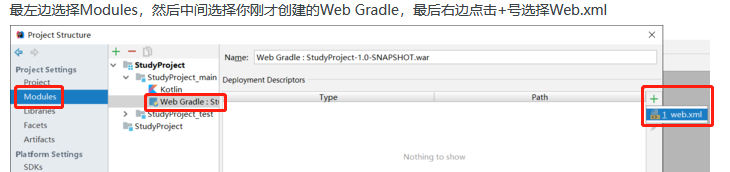 最左边选择Modules，然后中间选择你刚才创建的Web Gradle，最后右边点击+号选择Web.xml
Project Structure
Project Settings
Project
Modules
Libraries
Facets
Artifacts
Platform Settings
SDKs
StudyProject
StudyProject_main
Kotlin
Web Gradle : Stu
StudyProject_test
StudyProject
Name: Web Gradle : StudyProject-1.0-SNAPSHOT.war
Deployment Descriptors
Type Path
Nothing to show
1 web.xml